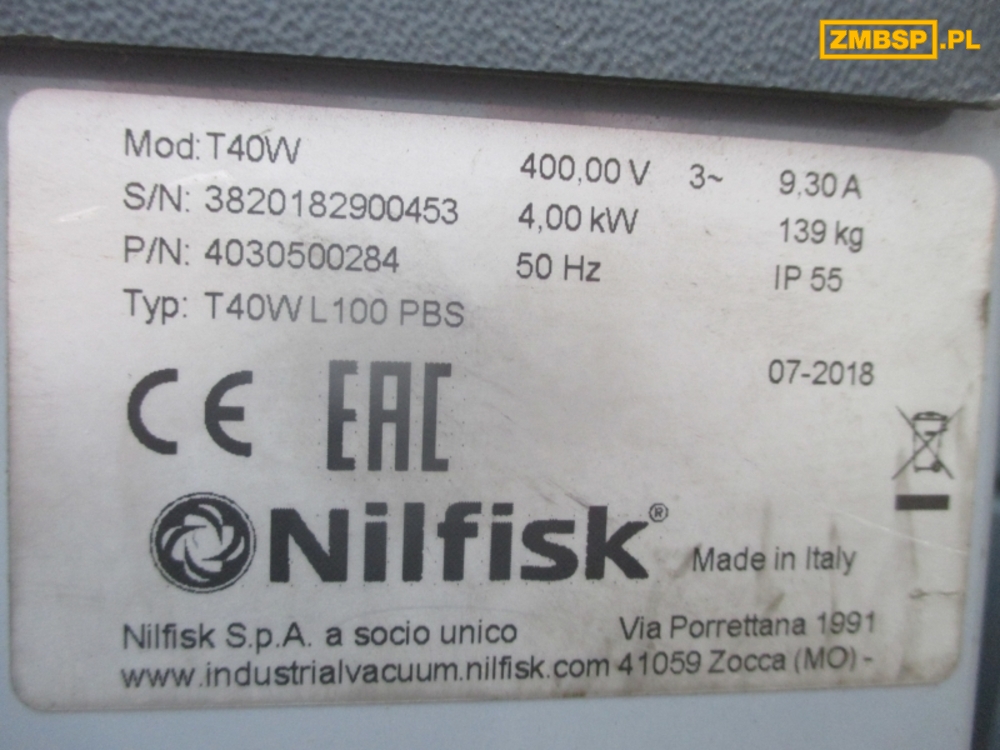 ZMBSP.PL
Mod: T40W 400,00 V 3~ 9,30 A
S/N: 3820182900453 4,00 kW 139 kg
P/N: 4030500284 50 Hz IP 55
Typ: T40W L100 PBS
07-2018
CE EAC
Nilfisk® Made in Italy
Nilfisk S.p.A. a socio unico Via Porrettana 1991
www.industrialvacuum.nilfisk.com 41059 Zocca (MO) -